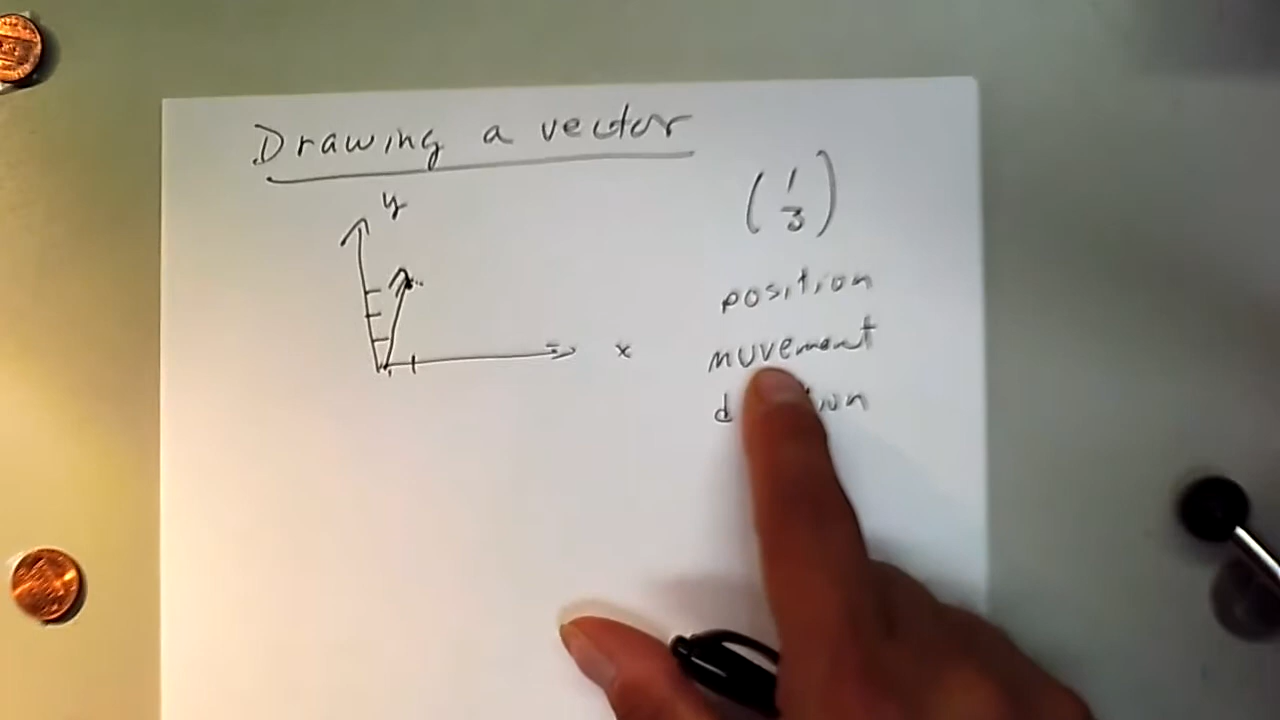 Drawing a vector
y
x
(1
3)
position
muvement